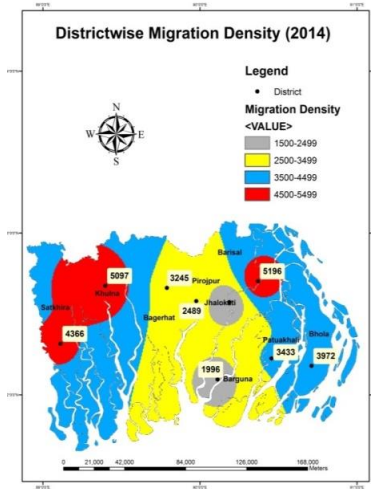 Districtwise Migration Density (2014)
Legend
District
Migration Density
<VALUE>
1500-2499
2500-3499
3500-4499
4500-5499
N
W
E
S
Barisal
5097
3245
Pirojpur
5196
Satkhira
Khulna
Jhalokati
Bagerhat
2489
4366
Patuakhali
Bhola
3433
3972
1996
Barguna
0
21,000
42,000
84,000
126,000
168,000
Meters